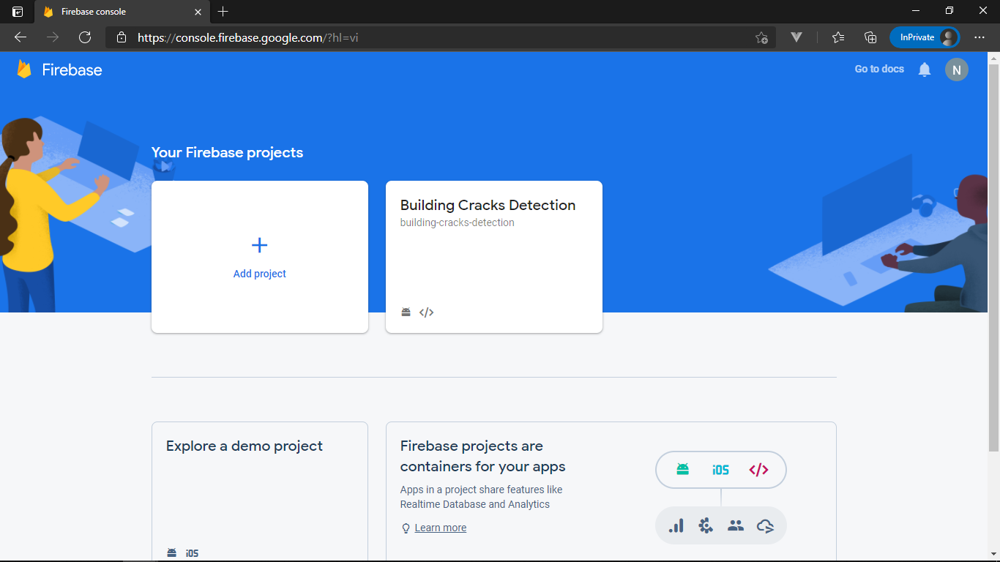 Firebase console
https://console.firebase.google.com/?hl=vi
InPrivate
Firebase
Go to docs
N
Your Firebase projects
Add project
Building Cracks Detection
building-cracks-detection
Explore a demo project
iOS
Firebase projects are
containers for your apps
Apps in a project share features like
Realtime Database and Analytics
Learn more
iOS